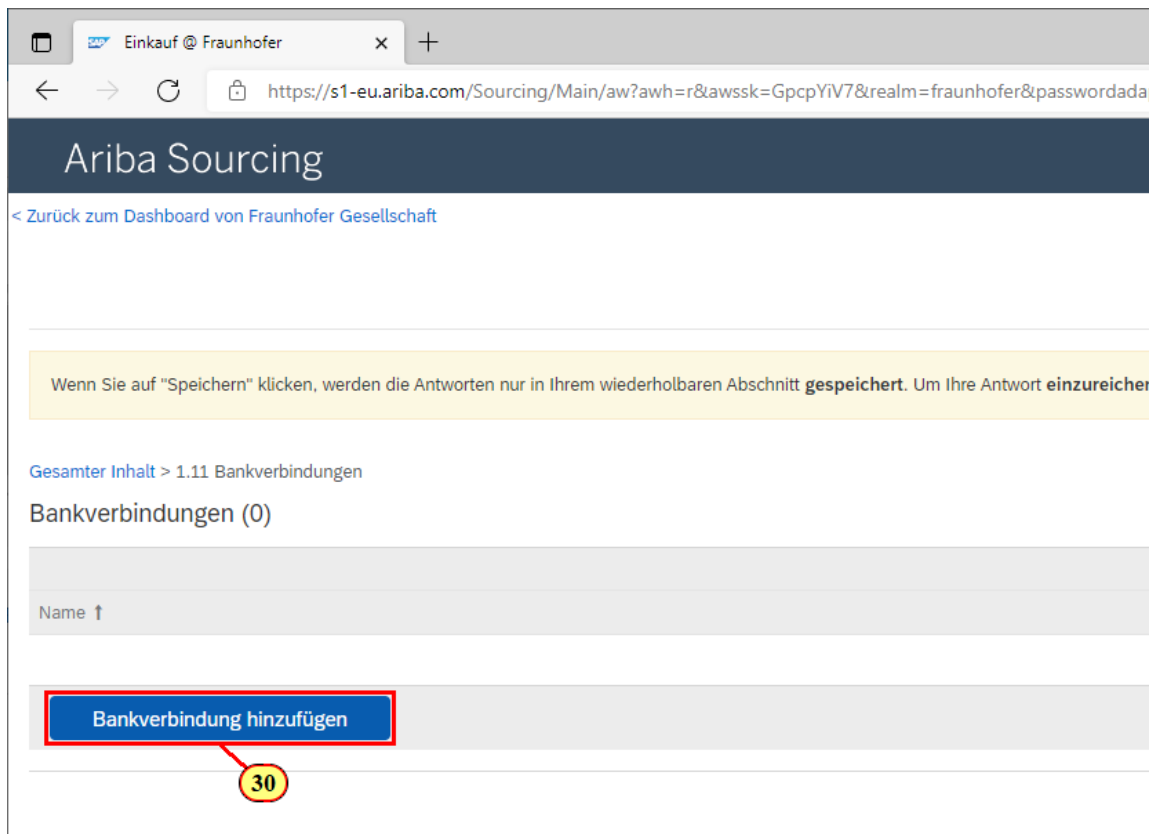 SAP Einkauf @ Fraunhofer
https://s1-eu.ariba.com/Sourcing/Main/aw?awh=r&awssk=GpcpYiV7&realm=fraunhofer&passwordada
Ariba Sourcing
< Zurück zum Dashboard von Fraunhofer Gesellschaft
Wenn Sie auf "Speichern" klicken, werden die Antworten nur in Ihrem wiederholbaren Abschnitt gespeichert. Um Ihre Antwort einzureichen
Gesamter Inhalt > 1.11 Bankverbindungen
Bankverbindungen (0)
Name ↑
Bankverbindung hinzufügen
30